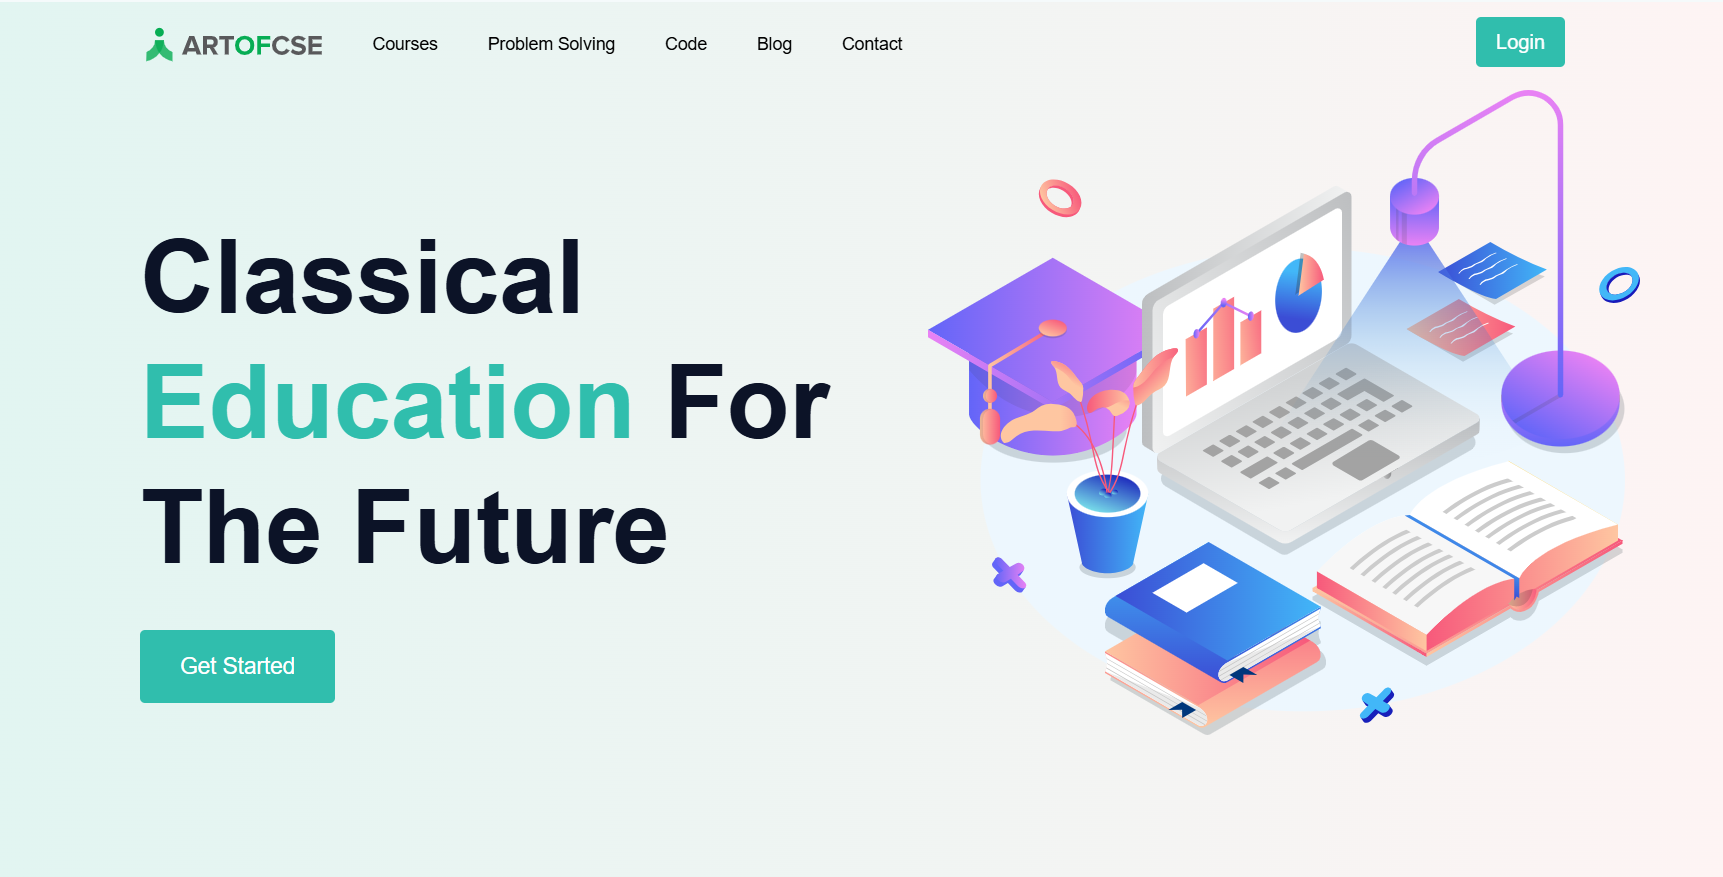 ARTOFCSE
Courses Problem Solving Code Blog Contact
Login
Classical
Education For
The Future
Get Started